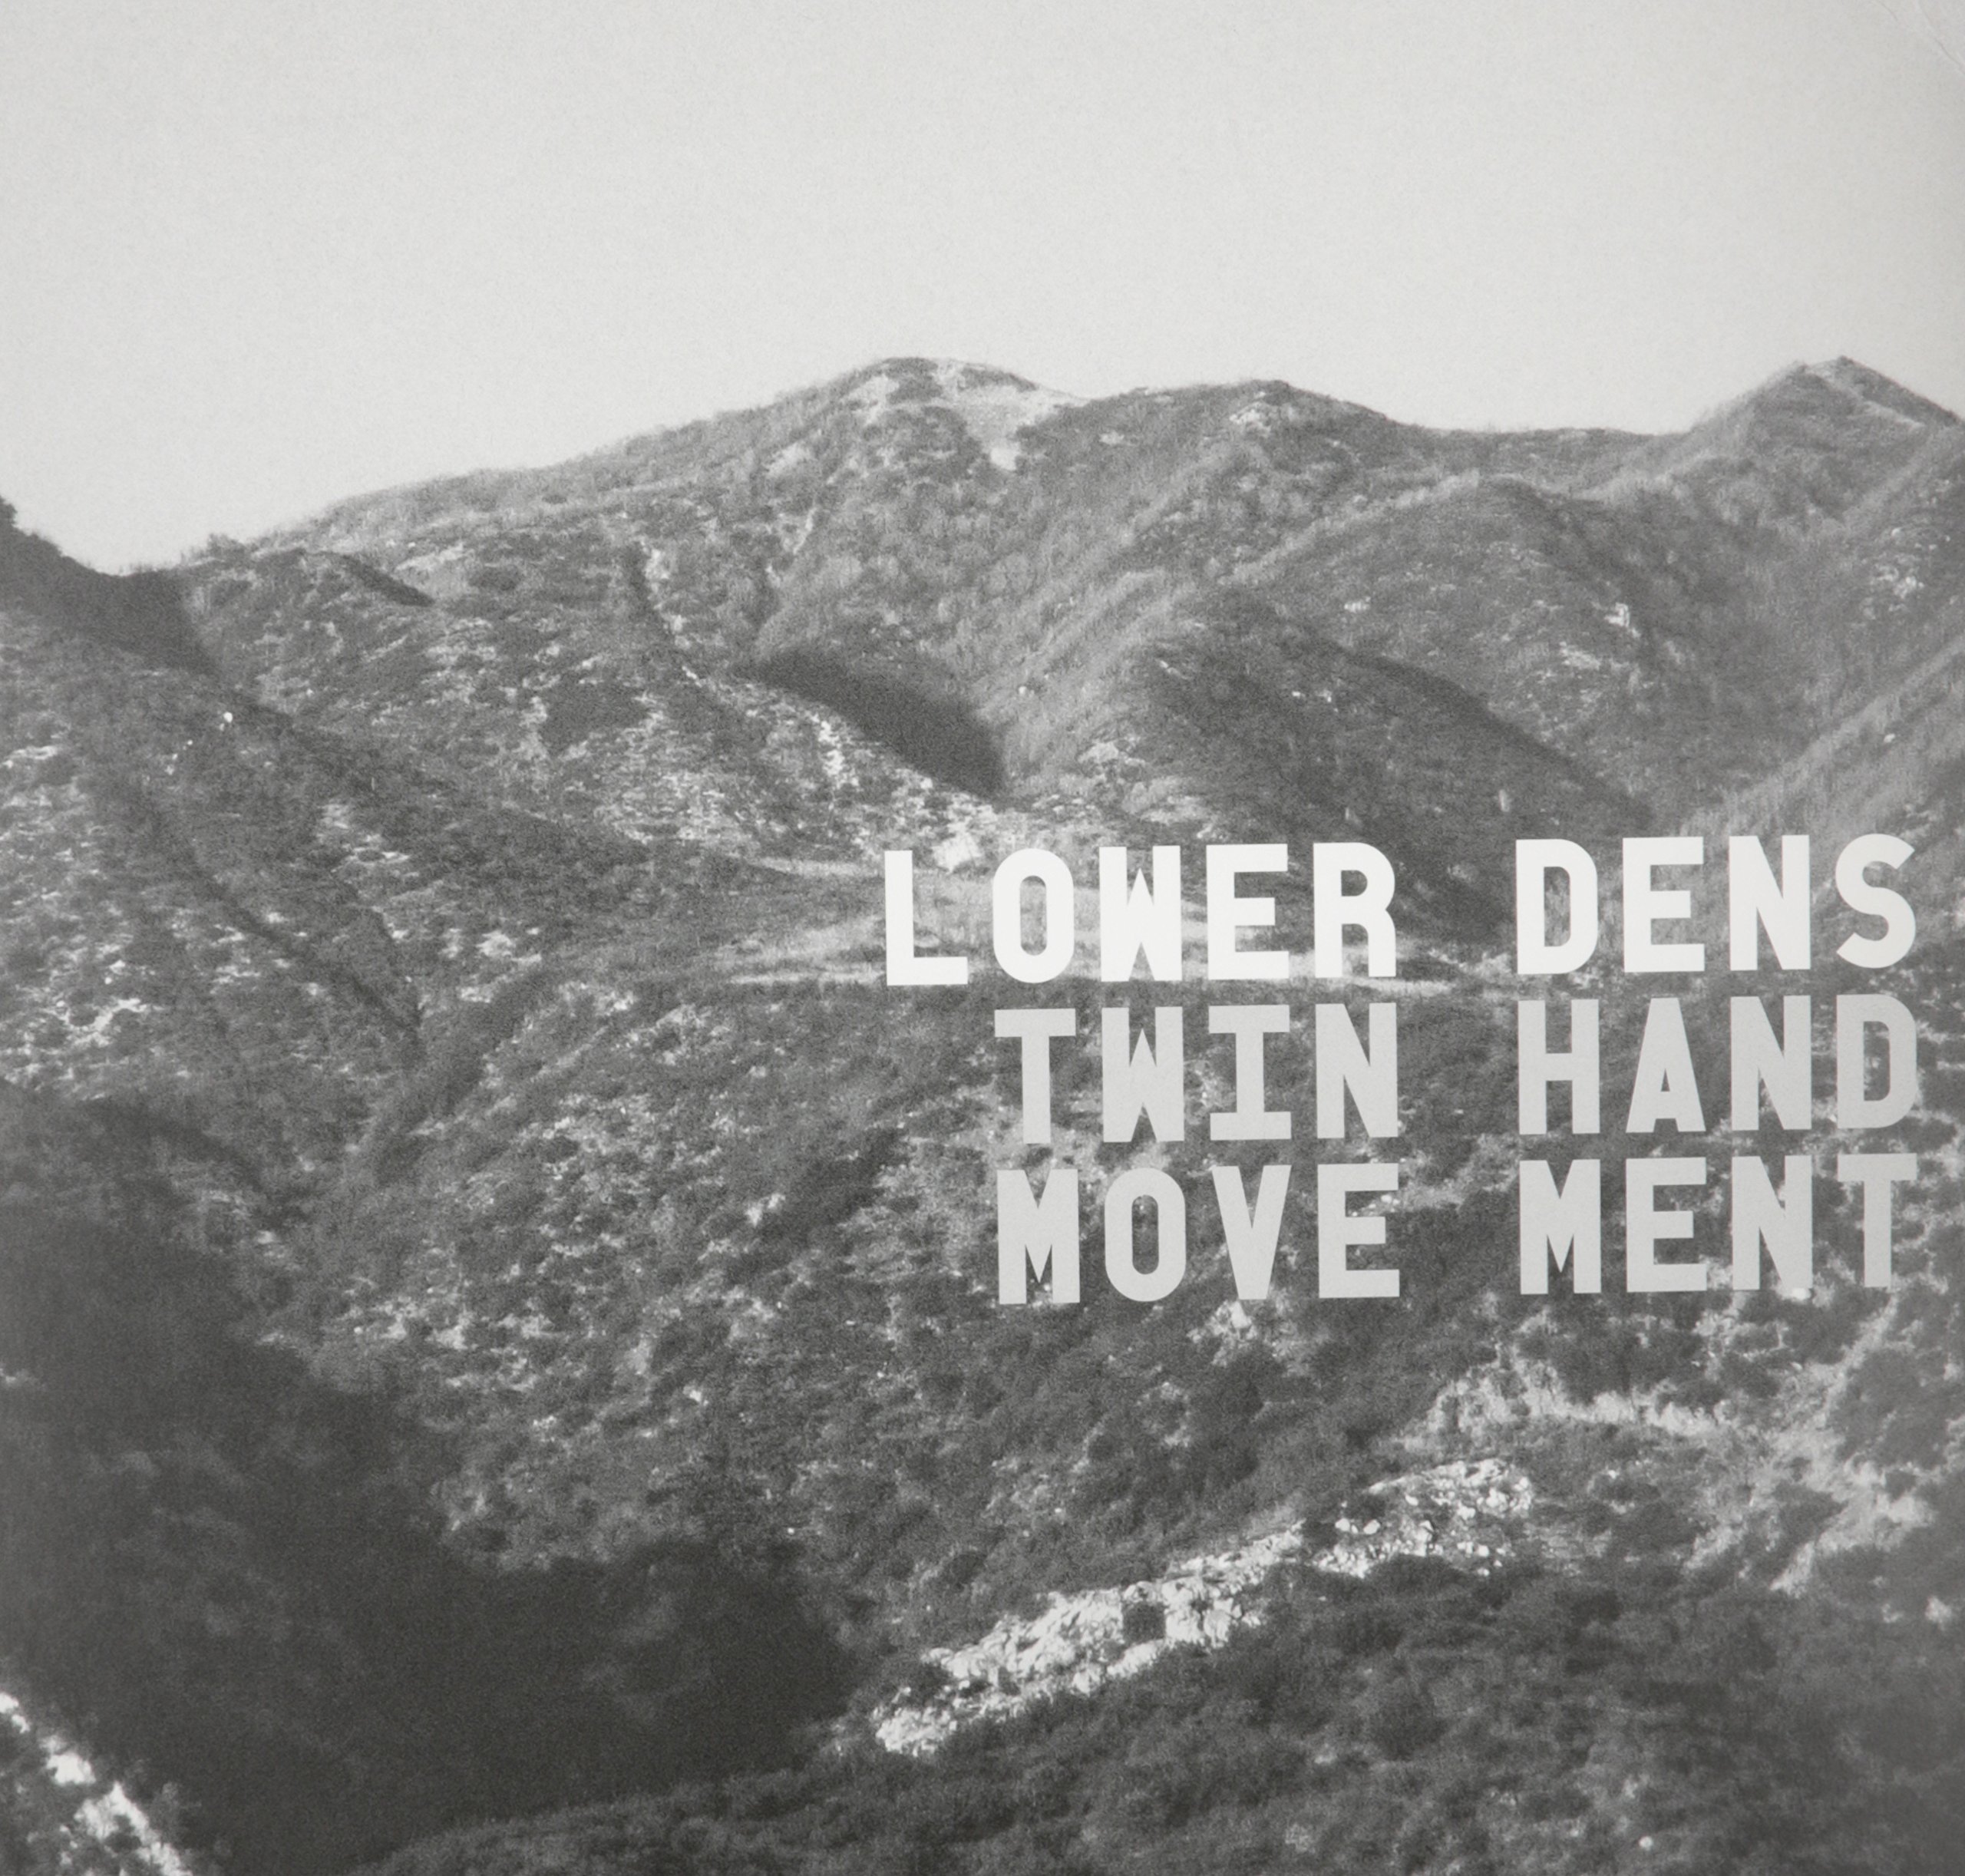 LOWER DENS
TWIN HAND
MOVE MENT